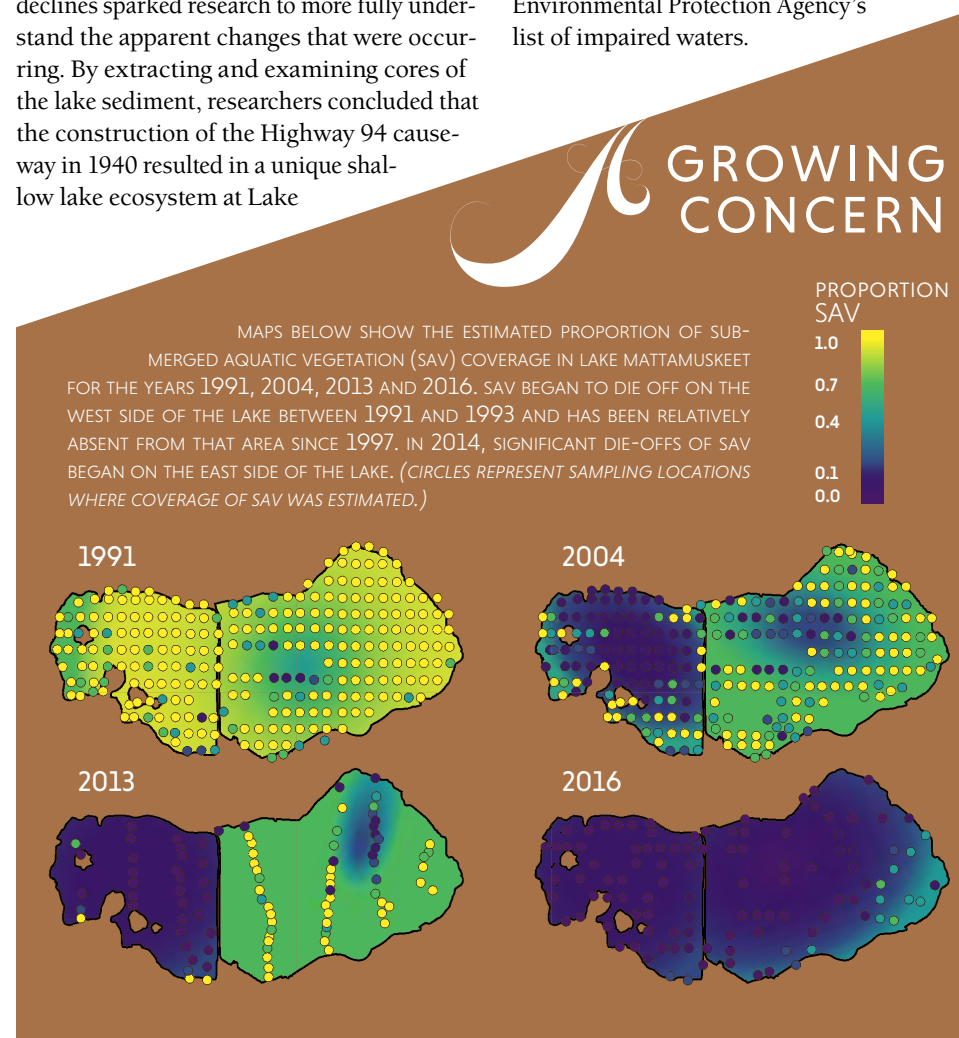 declines sparked research to more fully under-
stand the apparent changes that were occur-
ring. By extracting and examining cores of
the lake sediment, researchers concluded that
the construction of the Highway 94 cause-
way in 1940 resulted in a unique shal-
low lake ecosystem at Lake
Environmental Protection Agency's
list of impaired waters.
A GROWING
CONCERN
PROPORTION
SAV
1.0
0.7
0.4
0.1
0.0
MAPS BELOW SHOW THE ESTIMATED PROPORTION OF SUB-
MERGED AQUATIC VEGETATION (SAV) COVERAGE IN LAKE MATTAMUSKEET
FOR THE YEARS 1991, 2004, 2013 AND 2016. SAV BEGAN TO DIE OFF ON THE
WEST SIDE OF THE LAKE BETWEEN 1991 AND 1993 AND HAS BEEN RELATIVELY
ABSENT FROM THAT AREA SINCE 1997. IN 2014, SIGNIFICANT DIE-OFFS OF SAV
BEGAN ON THE EAST SIDE OF THE LAKE. (CIRCLES REPRESENT SAMPLING LOCATIONS
WHERE COVERAGE OF SAV WAS ESTIMATED.)
1991
2004
2013
2016